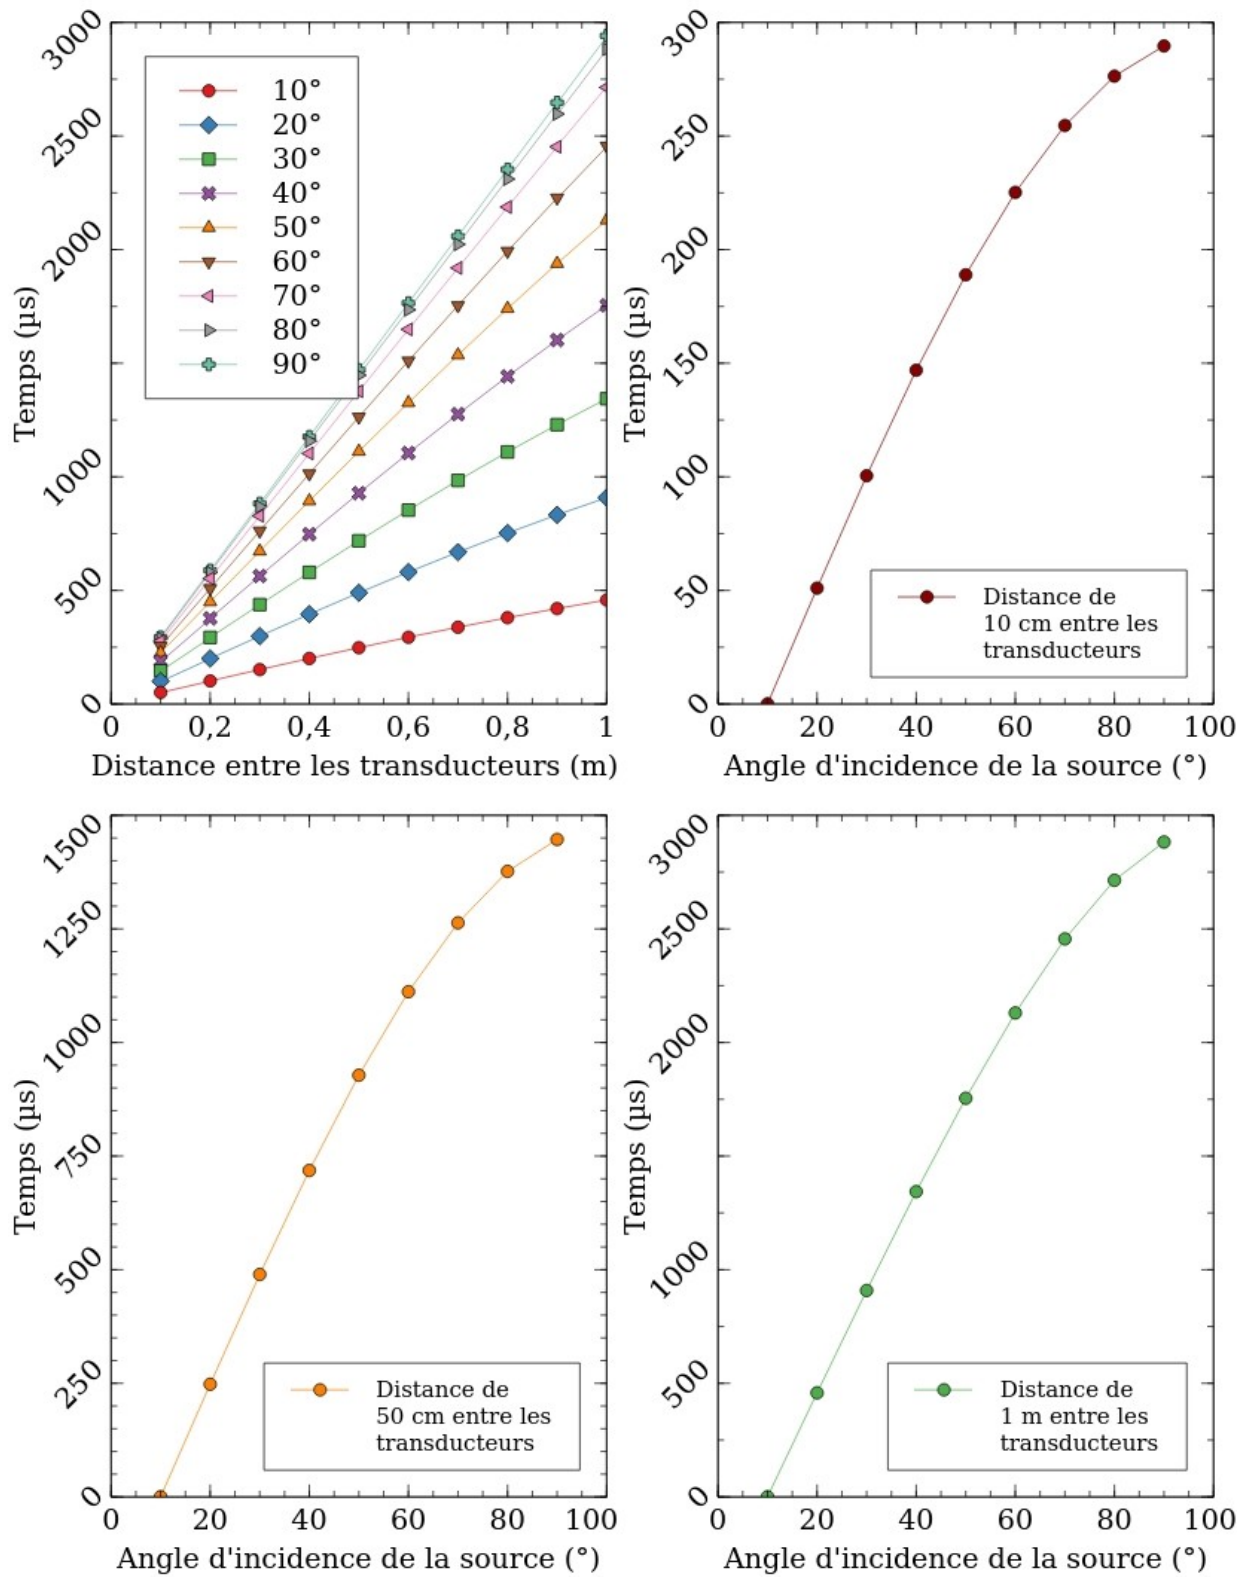 3000
2500
2000
1000
500
0
Temps (µs)
10°
20°
30°
40°
50°
60°
70°
80°
90°
0 0,2 0,4 0,6 0,8 1
Distance entre les transducteurs (m)
300
250
200
150
100
50
0
Temps (µs)
Distance de
10 cm entre les
transducteurs
0 20 40 60 80 100
Angle d'incidence de la source (°)
1500
1250
1000
750
500
250
0
Temps (µs)
Distance de
50 cm entre les
transducteurs
0 20 40 60 80 100
Angle d'incidence de la source (°)
3000
2500
2000
1000
500
0
Temps (µs)
Distance de
1 m entre les
transducteurs
0 20 40 60 80 100
Angle d'incidence de la source (°)